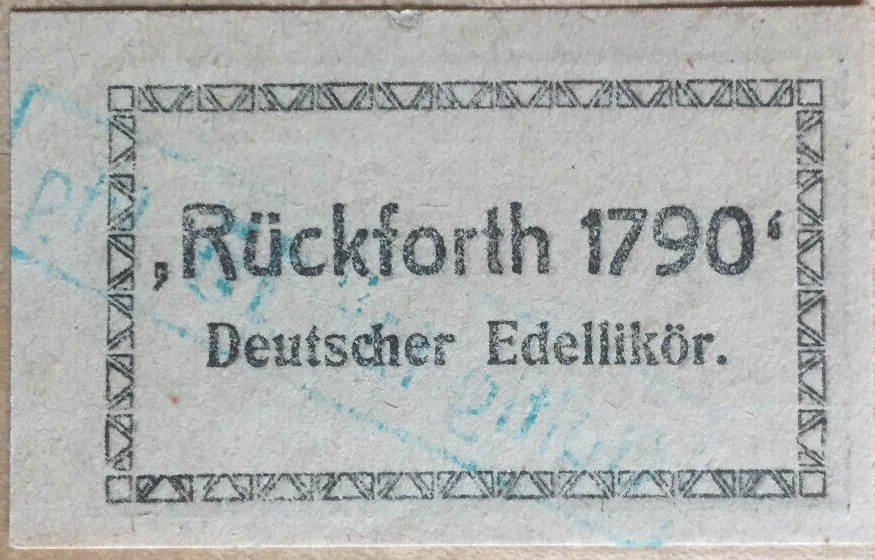 ‚Rückforth 1790‘
Deutscher Edellikör.